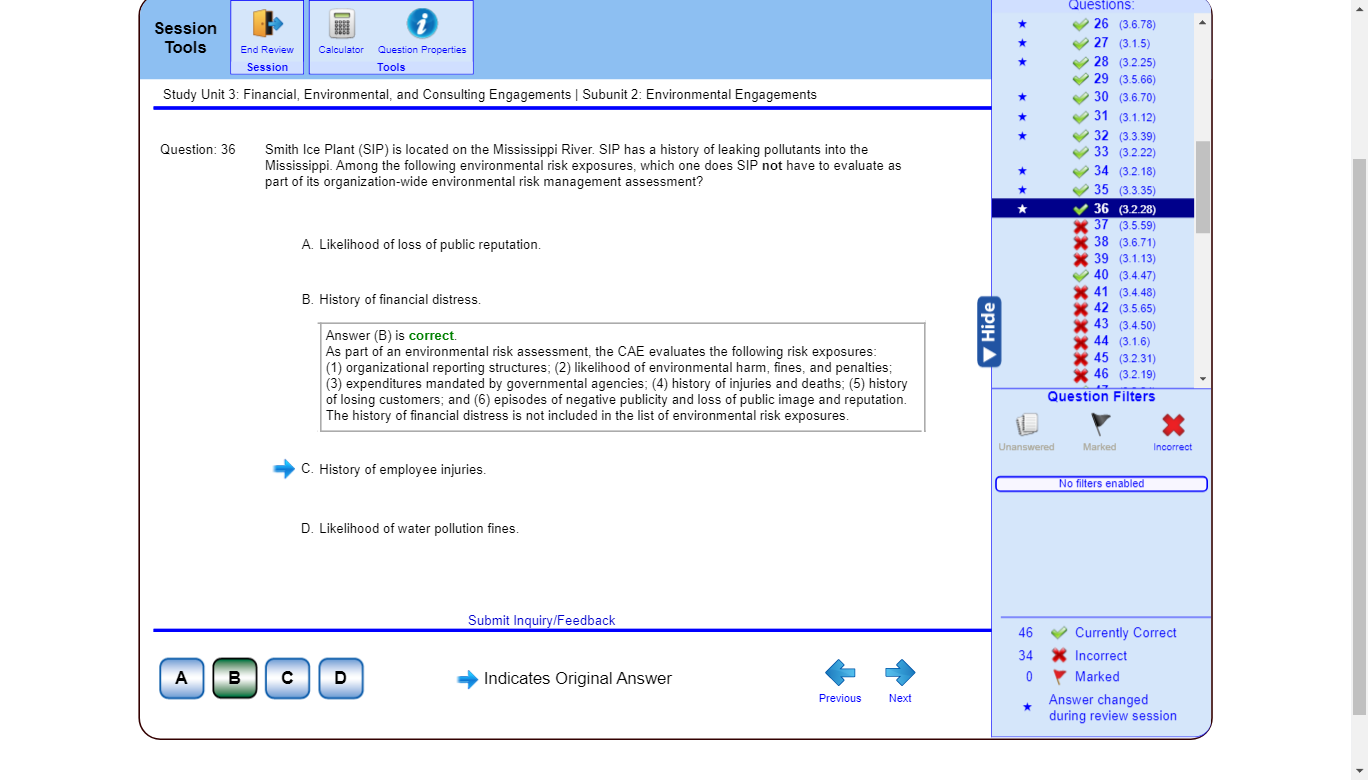 Session
Tools
End Review
Session
Calculator
Question Properties
Tools
Study Unit 3: Financial, Environmental, and Consulting Engagements | Subunit 2: Environmental Engagements
Question: 36
Smith Ice Plant (SIP) is located on the Mississippi River. SIP has a history of leaking pollutants into the
Mississippi. Among the following environmental risk exposures, which one does SIP not have to evaluate as
part of its organization-wide environmental risk management assessment?
A. Likelihood of loss of public reputation.
B. History of financial distress.
Answer (B) is correct.
As part of an environmental risk assessment, the CAE evaluates the following risk exposures:
(1) organizational reporting structures; (2) likelihood of environmental harm, fines, and penalties;
(3) expenditures mandated by governmental agencies; (4) history of injuries and deaths; (5) history
of losing customers; and (6) episodes of negative publicity and loss of public image and reputation.
The history of financial distress is not included in the list of environmental risk exposures.
C. History of employee injuries.
D. Likelihood of water pollution fines.
Submit Inquiry/Feedback
A B C D
Indicates Original Answer
Previous
Next
Questions:
26 (3.6.78)
27 (3.1.5)
28 (3.2.25)
29 (3.5.66)
30 (3.6.70)
31 (3.1.12)
32 (3.3.39)
33 (3.2.22)
34 (3.2.18)
35 (3.3.35)
36 (3.2.28)
37 (3.5.59)
38 (3.6.71)
39 (3.1.13)
40 (3.4.47)
41 (3.4.48)
42 (3.5.65)
43 (3.4.50)
44 (3.1.6)
45 (3.2.31)
46 (3.2.19)
Hide
Question Filters
Unanswered
Marked
Incorrect
No filters enabled
46 Currently Correct
34 Incorrect
0 Marked
Answer changed
during review session